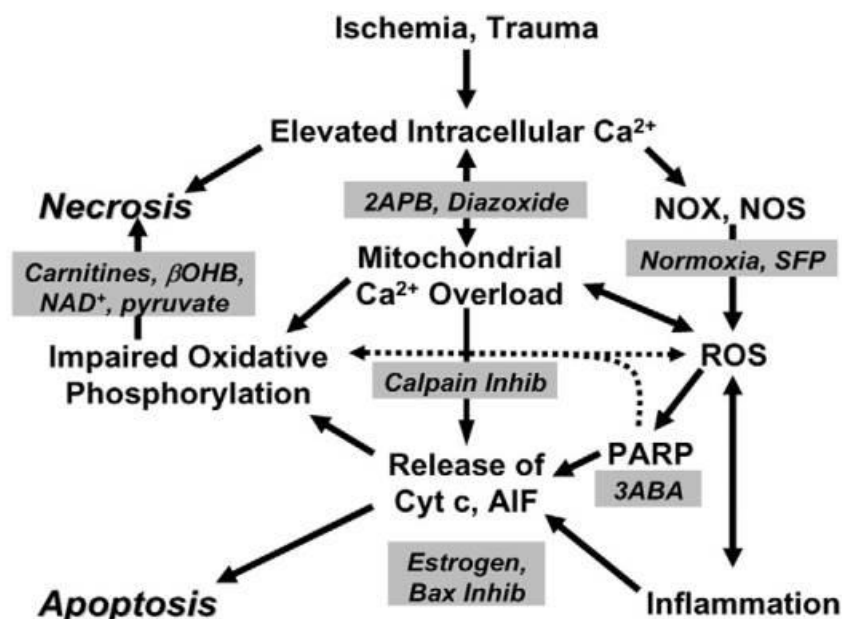 Ischemia, Trauma
Elevated Intracellular Ca²⁺
Necrosis
2APB, Diazoxide
NOX, NOS
Carnitines, βOHB,
NAD⁺, pyruvate
Mitochondrial
Ca²⁺ Overload
Normoxia, SFP
Impaired Oxidative
Phosphorylation
ROS
Calpain Inhib
Release of
Cyt c, AIF
PARP
3ABA
Estrogen,
Bax Inhib
Apoptosis
Inflammation